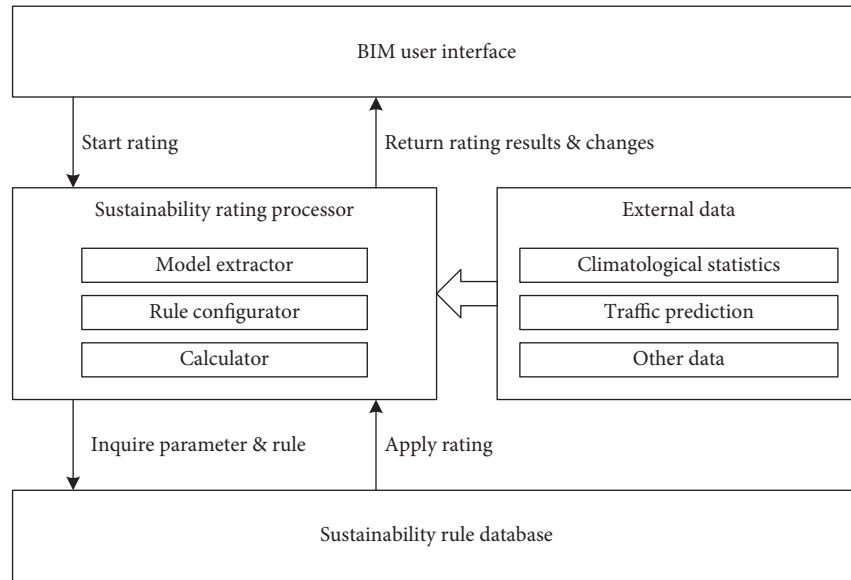 BIM user interface
Start rating
Return rating results & changes
Sustainability rating processor
Model extractor
Rule configurator
Calculator
External data
Climatological statistics
Traffic prediction
Other data
Inquire parameter & rule
Apply rating
Sustainability rule database